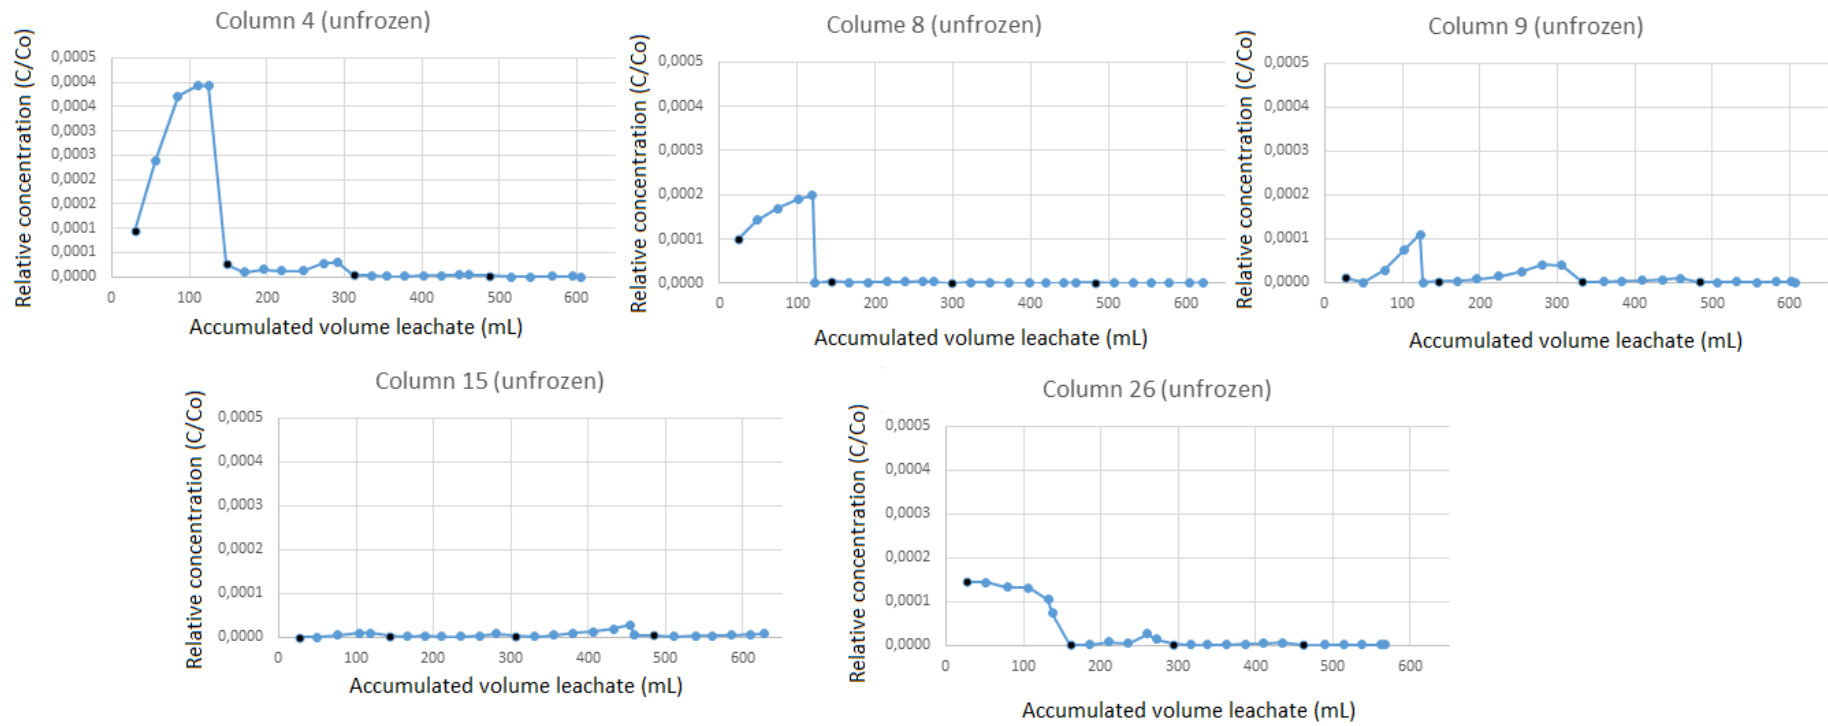 Column 4 (unfrozen)
Relative concentration (C/Co)
0,0005
0,0004
0,0004
0,0003
0,0003
0,0002
0,0002
0,0001
0,0001
0,0000
0 100 200 300 400 500 600
Accumulated volume leachate (mL)
Colume 8 (unfrozen)
Relative concentration (C/Co)
0,0005
0,0004
0,0003
0,0002
0,0001
0,0000
0 100 200 300 400 500 600
Accumulated volume leachate (mL)
Column 9 (unfrozen)
Relative concentration (C/Co)
0,0005
0,0004
0,0003
0,0002
0,0001
0,0000
0 100 200 300 400 500 600
Accumulated volume leachate (mL)
Column 15 (unfrozen)
Relative concentration (C/Co)
0,0005
0,0004
0,0003
0,0002
0,0001
0,0000
0 100 200 300 400 500 600
Accumulated volume leachate (mL)
Column 26 (unfrozen)
Relative concentration (C/Co)
0,0005
0,0004
0,0003
0,0002
0,0001
0,0000
0 100 200 300 400 500 600
Accumulated volume leachate (mL)